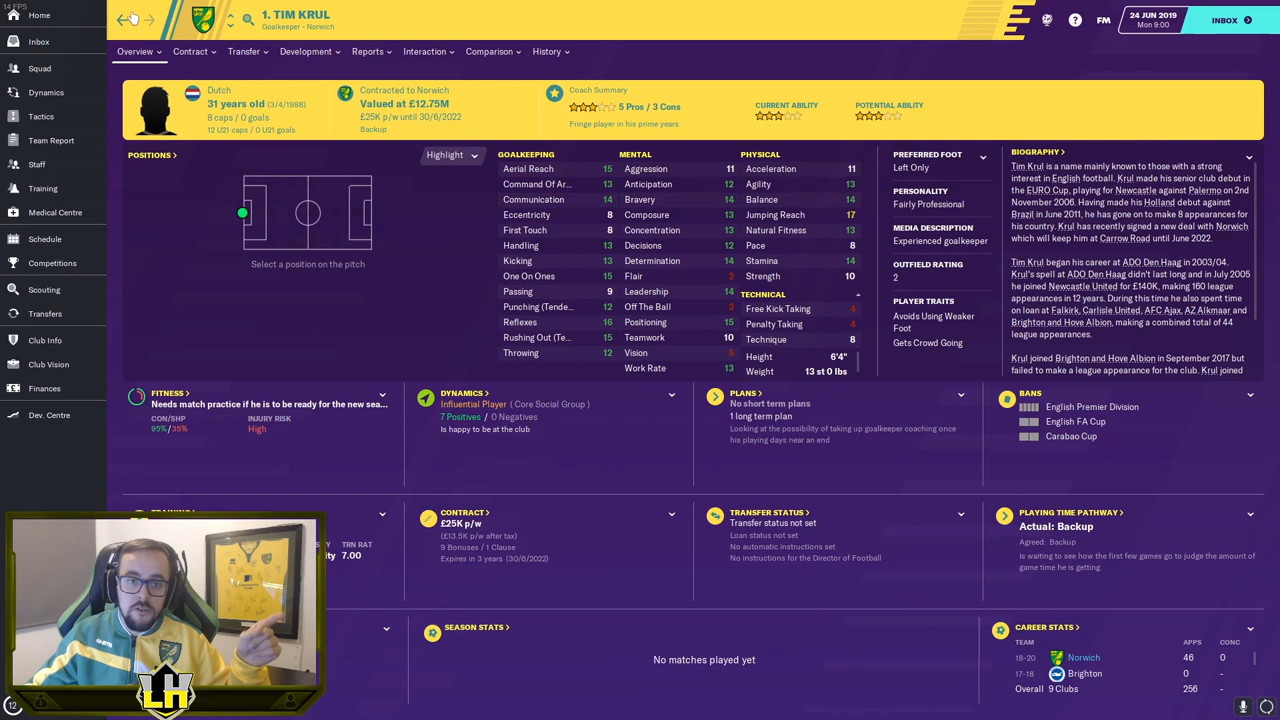 14 FPS
Home
Inbox
Squad
Dynamics
Tactics
Team Report
Staff
Training
Medical Centre
Schedule
Competitions
Scouting
Transfers
Club Info
Club Vision
Finances
Dev. Centre
12
1. TIM KRUL
Goalkeeper - Norwich
24 JUN 2019
Mon 9:00
INBOX
?
FM
Overview
Contract
Transfer
Development
Reports
Interaction
Comparison
History
Dutch
31 years old (3/4/1988)
8 caps / 0 goals
12 U21 caps / 0 U21 goals
Contracted to Norwich
Valued at £12.75M
£25K p/w until 30/6/2022
Backup
Coach Summary
5 Pros / 3 Cons
Fringe player in his prime years
CURRENT ABILITY
POTENTIAL ABILITY
POSITIONS
Highlight
Select a position on the pitch
GOALKEEPING
Aerial Reach 15
Command Of Ar... 13
Communication 14
Eccentricity 8
First Touch 8
Handling 13
Kicking 13
One On Ones 15
Passing 9
Punching (Tende... 12
Reflexes 16
Rushing Out (Te... 15
Throwing 12
MENTAL
Aggression 11
Anticipation 12
Bravery 14
Composure 13
Concentration 13
Decisions 12
Determination 14
Flair 2
Leadership 14
Off The Ball 2
Positioning 15
Teamwork 10
Vision 5
Work Rate 13
PHYSICAL
Acceleration 11
Agility 13
Balance 14
Jumping Reach 17
Natural Fitness 13
Pace 8
Stamina 14
Strength 10
TECHNICAL
Free Kick Taking 4
Penalty Taking 4
Technique 8
Height 6'4"
Weight 13 st 0 lbs
PREFERRED FOOT
Left Only
PERSONALITY
Fairly Professional
MEDIA DESCRIPTION
Experienced goalkeeper
OUTFIELD RATING
2
PLAYER TRAITS
Avoids Using Weaker
Foot
Gets Crowd Going
BIOGRAPHY
Tim Krul is a name mainly known to those with a strong
interest in English football. Krul made his senior club debut in
the EURO Cup, playing for Newcastle against Palermo on 2nd
November 2006. Having made his Holland debut against
Brazil in June 2011, he has gone on to make 8 appearances for
his country. Krul has recently signed a new deal with Norwich
which will keep him at Carrow Road until June 2022.
Tim Krul began his career at ADO Den Haag in 2003/04.
Krul's spell at ADO Den Haag didn't last long and in July 2005
he joined Newcastle United for £140K, making 160 league
appearances in 12 years. During this time he also spent time
on loan at Falkirk, Carlisle United, AFC Ajax, AZ Alkmaar and
Brighton and Hove Albion, making a combined total of 44
league appearances.
Krul joined Brighton and Hove Albion in September 2017 but
failed to make a league appearance for the club. Krul joined
FITNESS
Needs match practice if he is to be ready for the new sea...
CON/SHP
95%/35%
INJURY RISK
High
DYNAMICS
Influential Player ( Core Social Group )
7 Positives / 0 Negatives
Is happy to be at the club
PLANS
No short term plans
1 long term plan
Looking at the possibility of taking up goalkeeper coaching once
his playing days near an end
BANS
English Premier Division
English FA Cup
Carabao Cup
TRN RAT
7.00
CONTRACT
£25K p/w
(£13.5K p/w after tax)
9 Bonuses / 1 Clause
Expires in 3 years (30/6/2022)
TRANSFER STATUS
Transfer status not set
Loan status not set
No automatic instructions set
No instructions for the Director of Football
PLAYING TIME PATHWAY
Actual: Backup
Agreed: Backup
Is waiting to see how the first few games go to judge the amount of
game time he is getting.
SEASON STATS
No matches played yet
CAREER STATS
TEAM APPS CONC
18-20 Norwich 46 0
17-18 Brighton 0 -
Overall 9 Clubs 256 -
LH